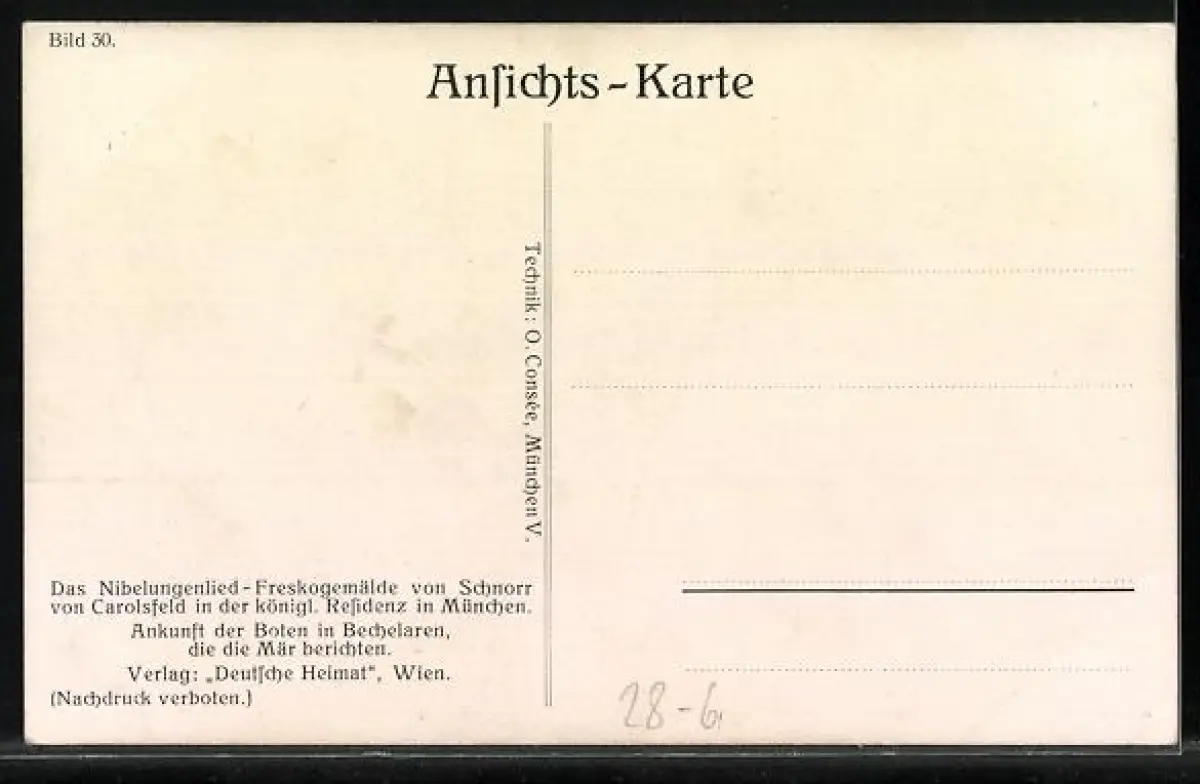 Bild 30.
Anſichts-Karte
Technik: O. Consée, München V.
Das Nibelungenlied-Freskogemälde von Schnorr
von Carolsfeld in der königl. Reſidenz in München.
Ankunft der Boten in Bechelaren,
die die Mär berichten.
Verlag: „Deutſche Heimat“, Wien.
(Nachdruck verboten.)
28-6